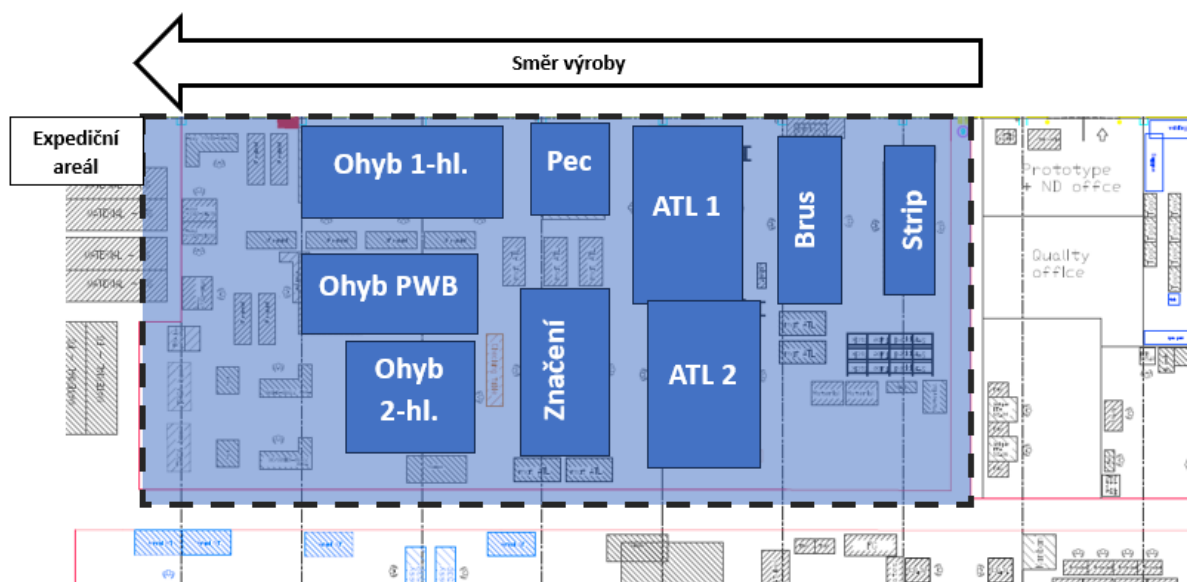 Směr výroby
Expediční
areál
Ohyb 1-hl.
Pec
ATL 1
Brus
Strip
Prototype
+ ND offce
Quality
office
Ohyb PWB
Ohyb
2-hl.
Značení
ATL 2